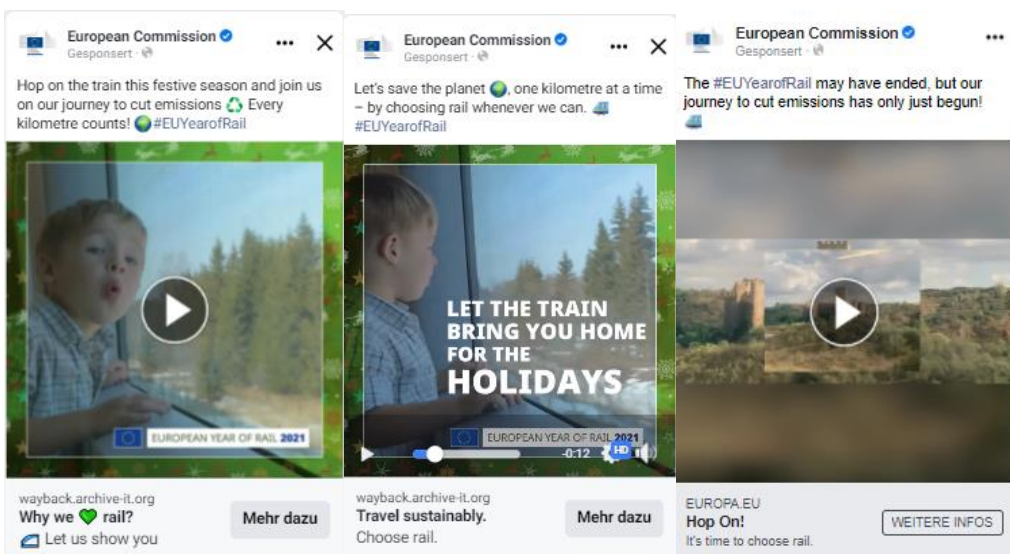 European Commission
Gesponsert ·
Hop on the train this festive season and join us
on our journey to cut emissions ♻️ Every
kilometre counts! 🌍 #EUYearofRail
EUROPEAN YEAR OF RAIL 2021
wayback.archive-it.org
Why we 💚 rail?
🚄 Let us show you
Mehr dazu
European Commission
Gesponsert ·
Let's save the planet 🌍, one kilometre at a time
– by choosing rail whenever we can. 🚅
#EUYearofRail
LET THE TRAIN
BRING YOU HOME
FOR THE
HOLIDAYS
EUROPEAN YEAR OF RAIL 2021
-0:12 HD
wayback.archive-it.org
Travel sustainably.
Choose rail.
Mehr dazu
European Commission
Gesponsert ·
The #EUYearofRail may have ended, but our
journey to cut emissions has only just begun!
🚅
EUROPA.EU
Hop On!
It's time to choose rail.
WEITERE INFOS